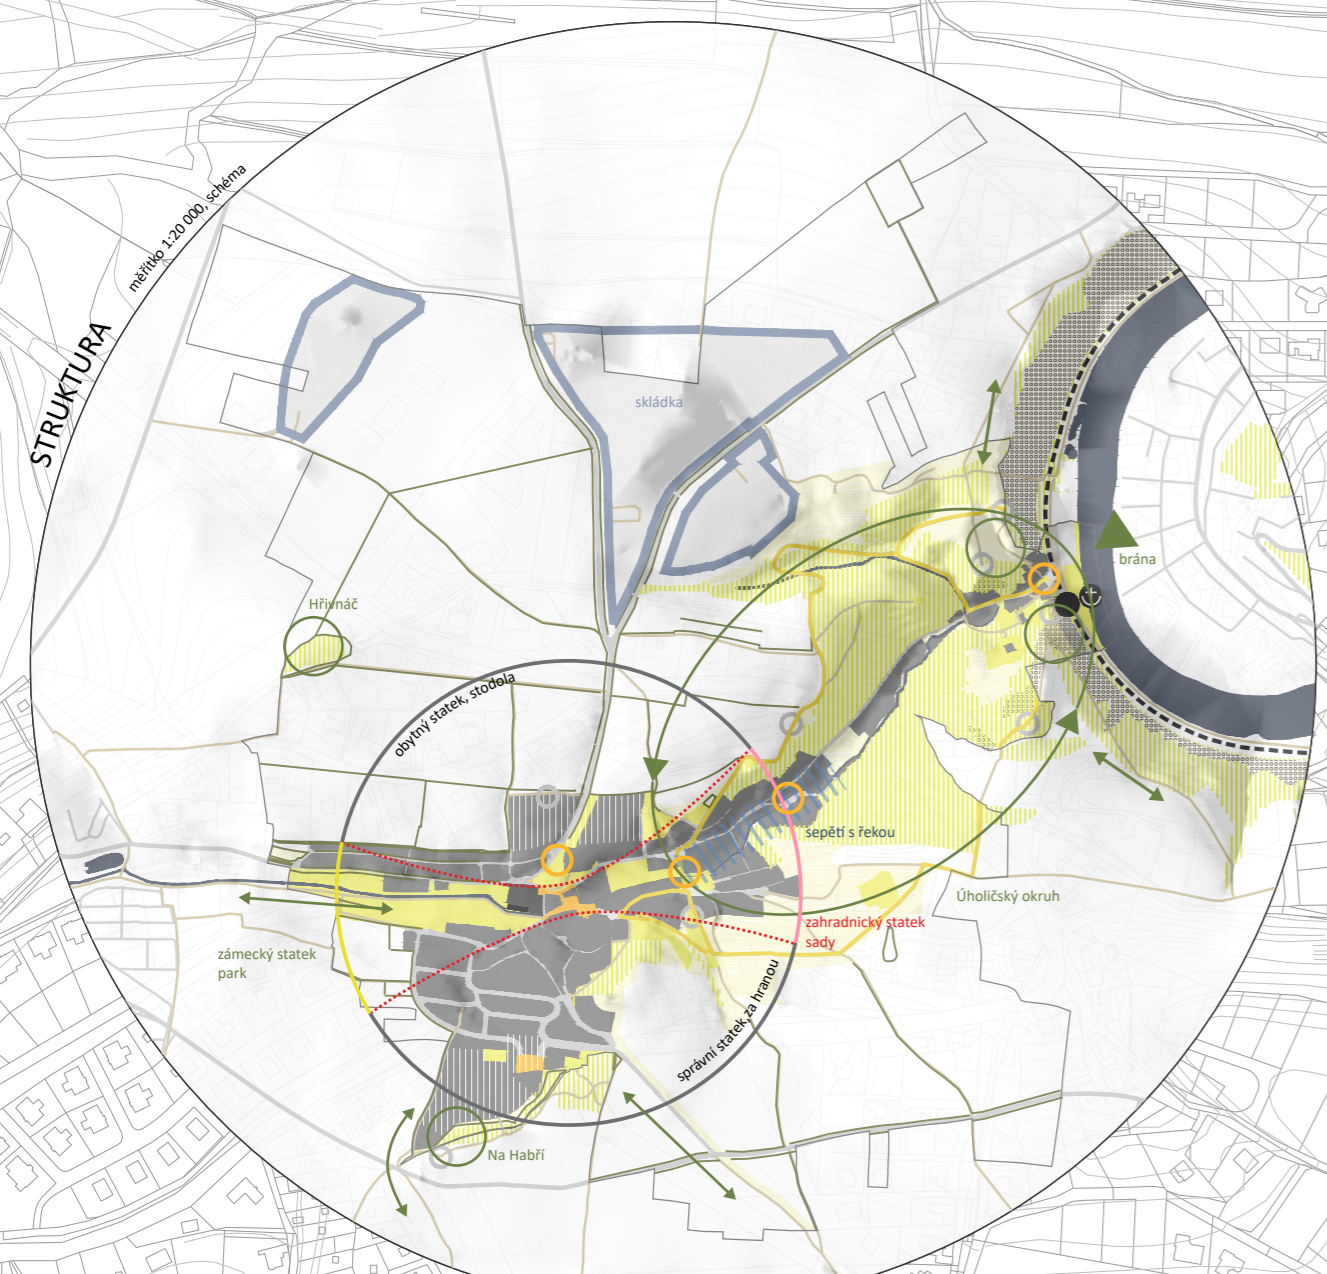 měřítko 1:20 000, schéma
STRUKTURA
skládka
brána
Hřivnáč
obytný statek, stodola
sepětí s řekou
Úholičský okruh
zahradnický statek
sady
zámecký statek
park
správní statek za hranou
Na Habří